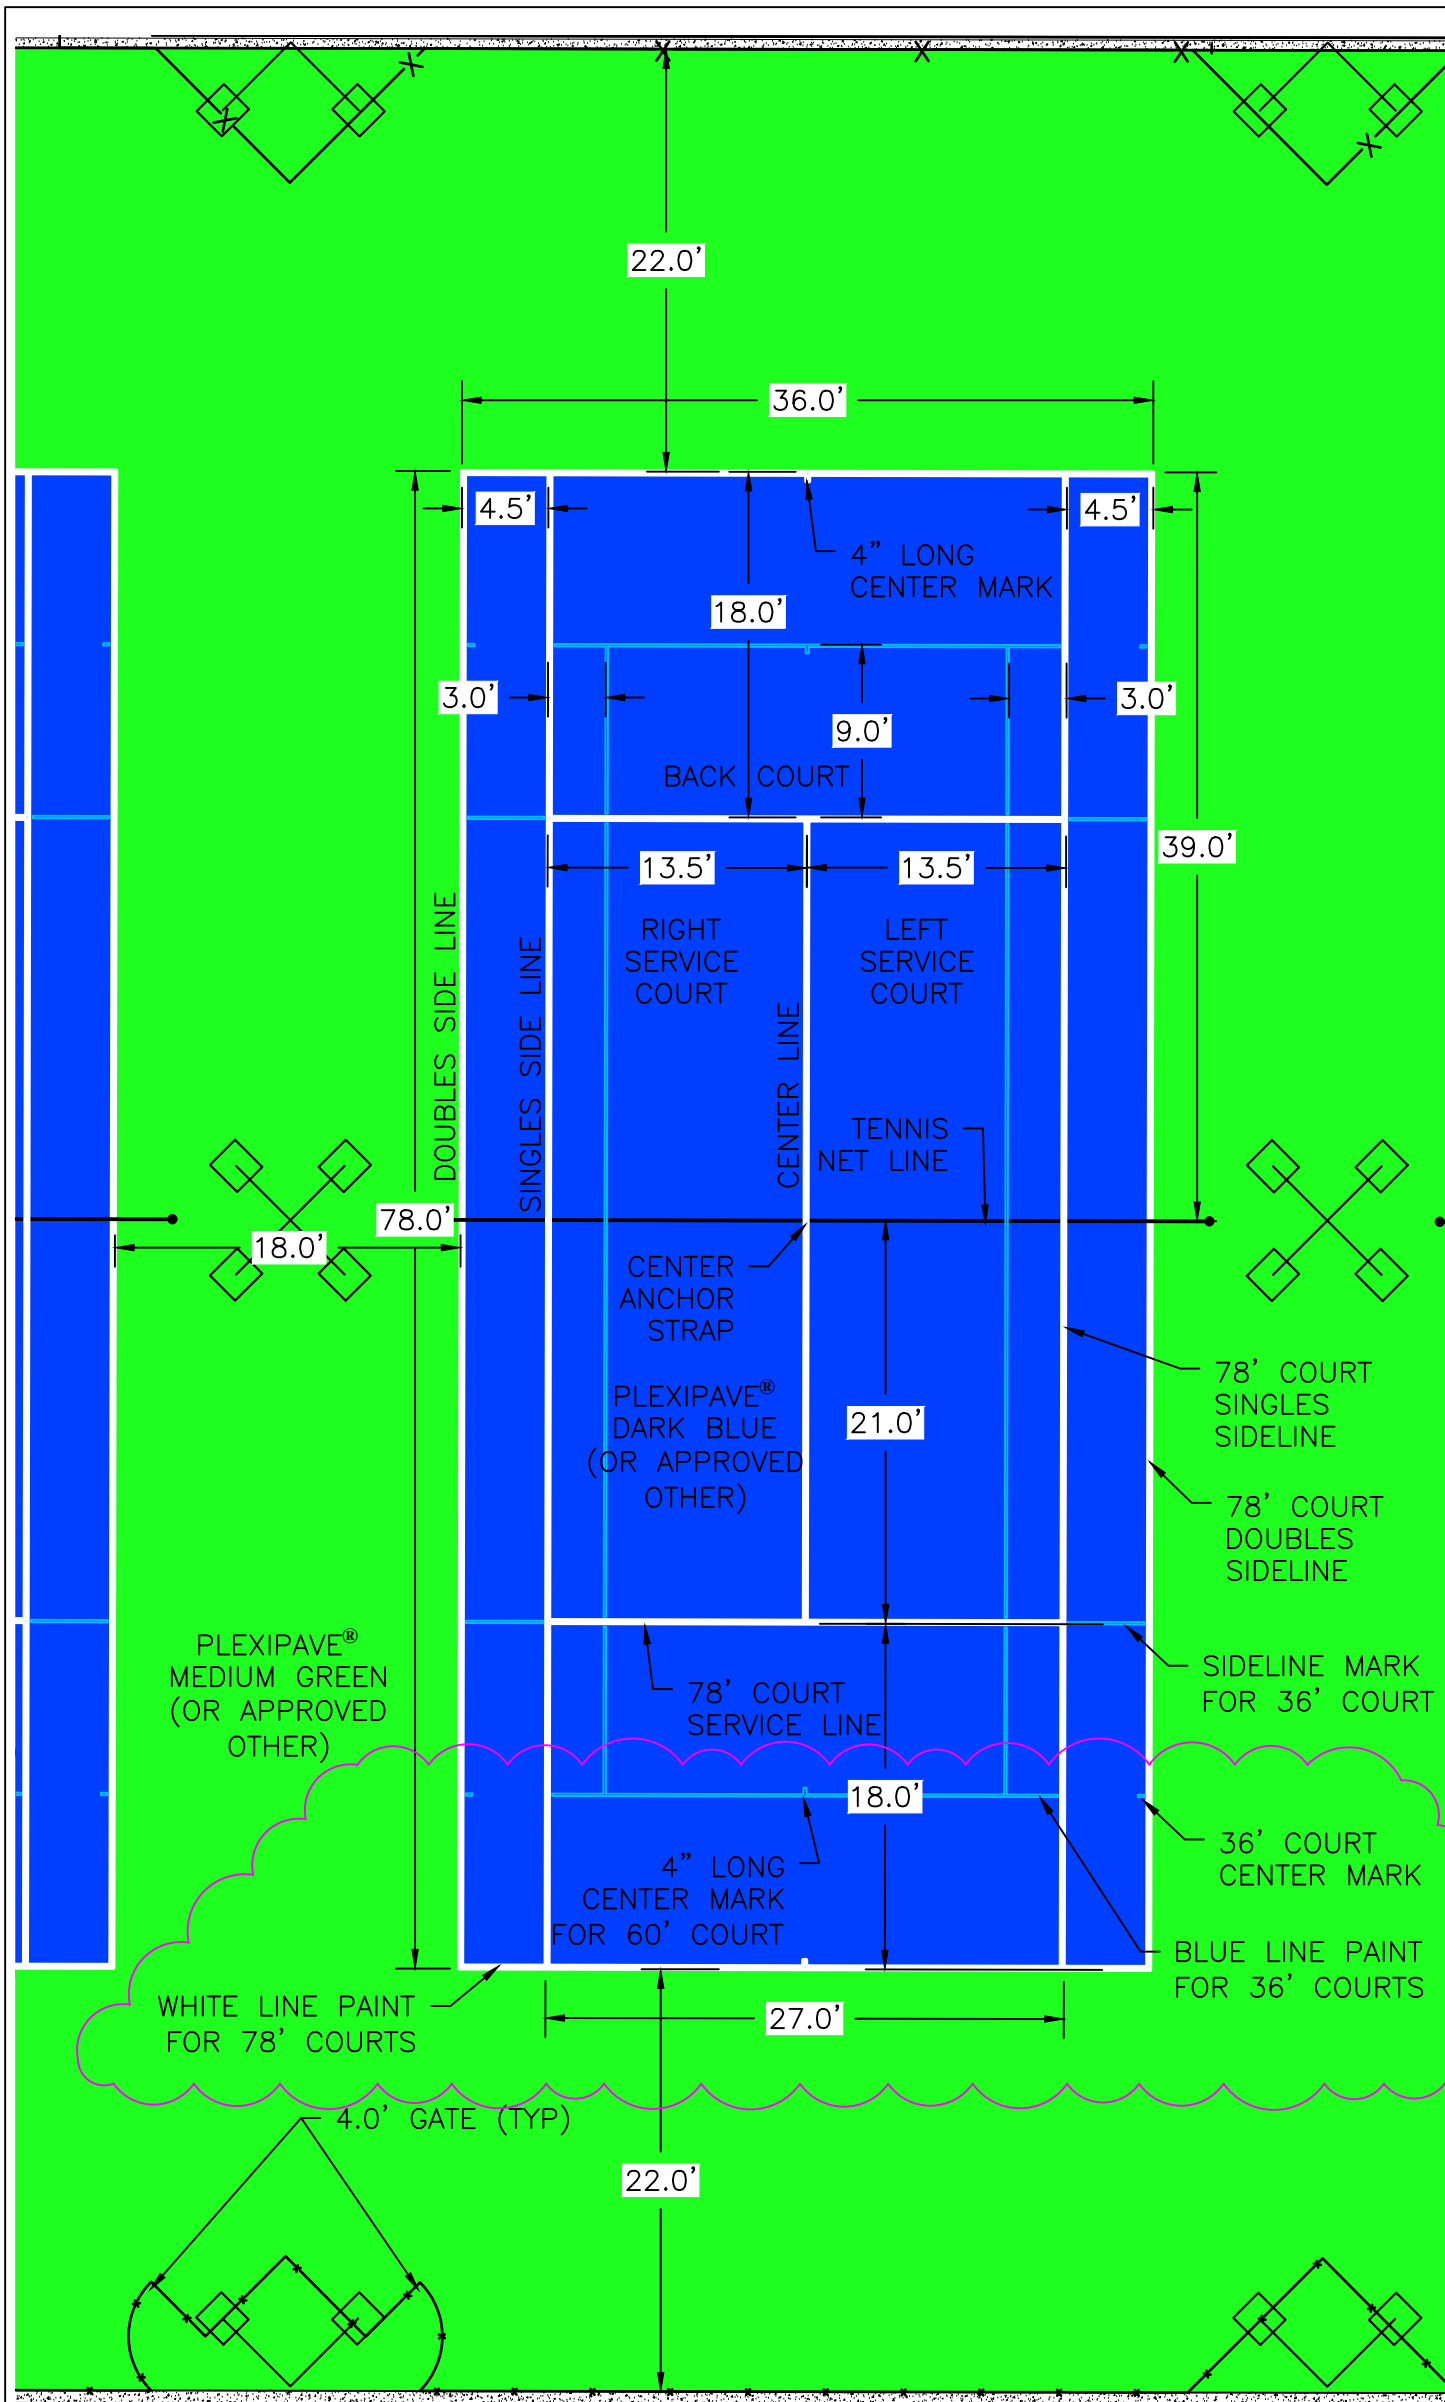 22.0'
36.0'
4.5'
4.5'
4" LONG
CENTER MARK
18.0'
3.0'
3.0'
9.0'
BACK COURT
39.0'
13.5'
13.5'
DOUBLES SIDE LINE
SINGLES SIDE LINE
RIGHT
SERVICE
COURT
LEFT
SERVICE
COURT
CENTER LINE
TENNIS
NET LINE
78.0'
18.0'
CENTER
ANCHOR
STRAP
78' COURT
SINGLES
SIDELINE
PLEXIPAVE®
DARK BLUE
(OR APPROVED
OTHER)
21.0'
78' COURT
DOUBLES
SIDELINE
PLEXIPAVE®
MEDIUM GREEN
(OR APPROVED
OTHER)
SIDELINE MARK
FOR 36' COURT
78' COURT
SERVICE LINE
18.0'
36' COURT
CENTER MARK
4" LONG
CENTER MARK
FOR 60' COURT
BLUE LINE PAINT
FOR 36' COURTS
WHITE LINE PAINT
FOR 78' COURTS
27.0'
4.0' GATE (TYP)
22.0'